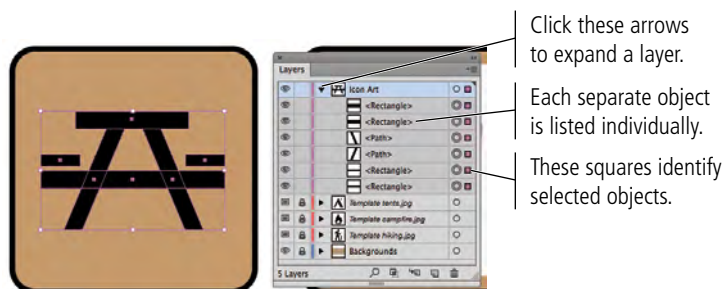 Click these arrows
to expand a layer.
Each separate object
is listed individually.
These squares identify
selected objects.
Layers
Icon Art
<Rectangle>
<Rectangle>
<Path>
<Path>
<Rectangle>
<Rectangle>
Template tents.jpg
Template campfire.jpg
Template hiking.jpg
Backgrounds
5 Layers